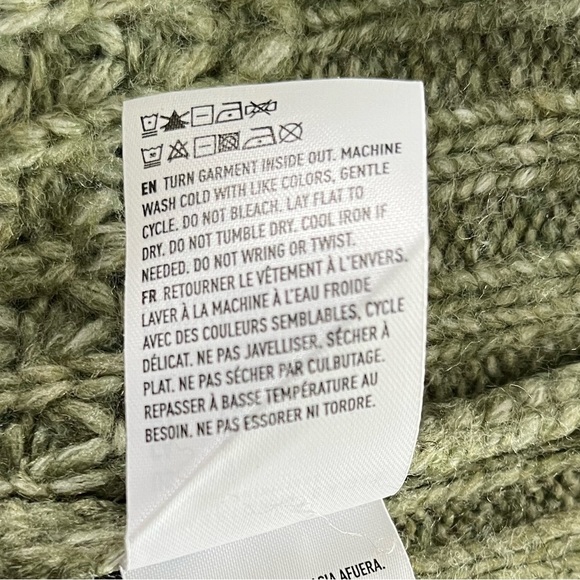 EN TURN GARMENT INSIDE OUT. MACHINE
WASH COLD WITH LIKE COLORS, GENTLE
CYCLE. DO NOT BLEACH. LAY FLAT TO
DRY. DO NOT TUMBLE DRY. COOL IRON IF
NEEDED. DO NOT WRING OR TWIST.
FR RETOURNER LE VÊTEMENT À L'ENVERS.
LAVER À LA MACHINE À L'EAU FROIDE
AVEC DES COULEURS SEMBLABLES, CYCLE
DÉLICAT. NE PAS JAVELLISER. SÉCHER À
PLAT. NE PAS SÉCHER PAR CULBUTAGE.
REPASSER À BASSE TEMPÉRATURE AU
BESOIN. NE PAS ESSORER NI TORDRE.
AFUERA.